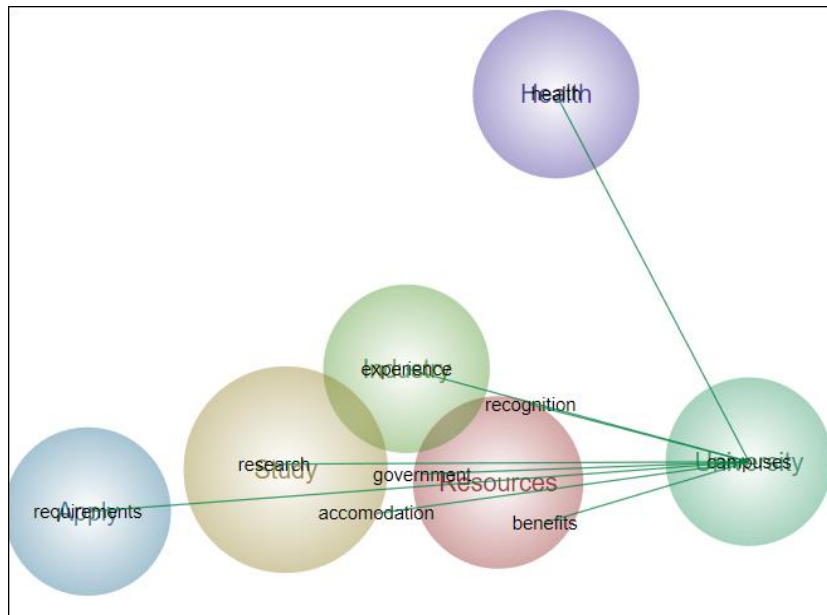 Health
health
Industry
experience
recognition
Study
research
University
campuses
government
Resources
Apply
requirements
accomodation
benefits